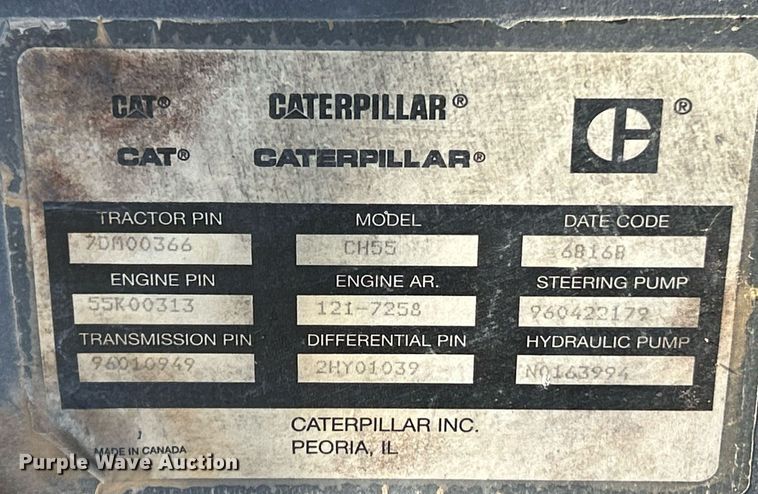 CAT® CATERPILLAR® C ®
CAT® CATERPILLAR®
TRACTOR PIN MODEL DATE CODE
7DM00366 CH55 6B16B
ENGINE PIN ENGINE AR. STEERING PUMP
55K00313 121-7258 960422179
TRANSMISSION PIN DIFFERENTIAL PIN HYDRAULIC PUMP
96010949 2HY01039 N0163994
CATERPILLAR INC.
MADE IN CANADA PEORIA, IL
Purple Wave Auction